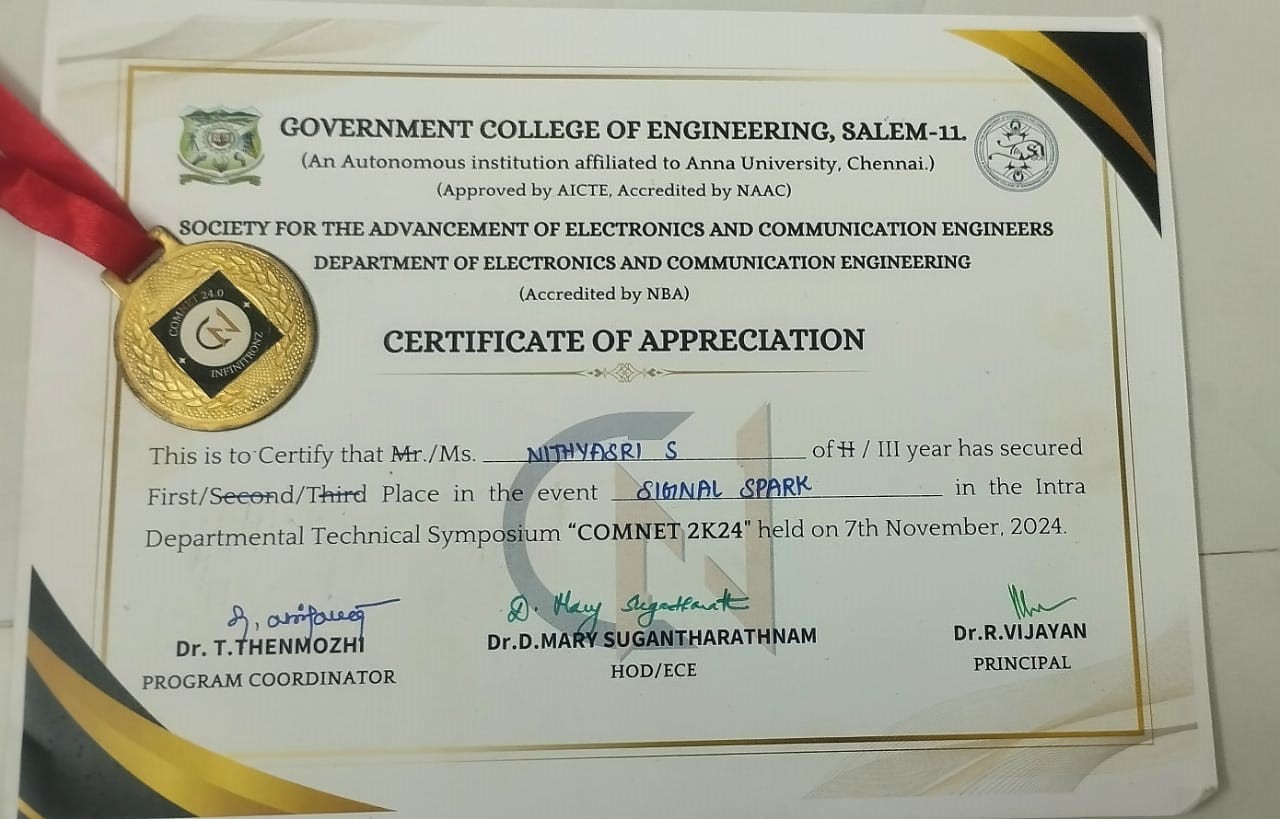 GOVERNMENT COLLEGE OF ENGINEERING, SALEM-11.
(An Autonomous institution affiliated to Anna University, Chennai.)
(Approved by AICTE, Accredited by NAAC)
SOCIETY FOR THE ADVANCEMENT OF ELECTRONICS AND COMMUNICATION ENGINEERS
DEPARTMENT OF ELECTRONICS AND COMMUNICATION ENGINEERING
(Accredited by NBA)
COMNET 24.0
CN
INFINITRONZ
CERTIFICATE OF APPRECIATION
This is to Certify that Mr./Ms. NITHYASRI S of II / III year has secured
First/Second/Third Place in the event SIGNAL SPARK in the Intra
Departmental Technical Symposium “COMNET 2K24" held on 7th November, 2024.
CN
D. Mary Sugantharath
Dr. T.THENMOZHI
Dr.D.MARY SUGANTHARATHNAM
Dr.R.VIJAYAN
PROGRAM COORDINATOR
HOD/ECE
PRINCIPAL